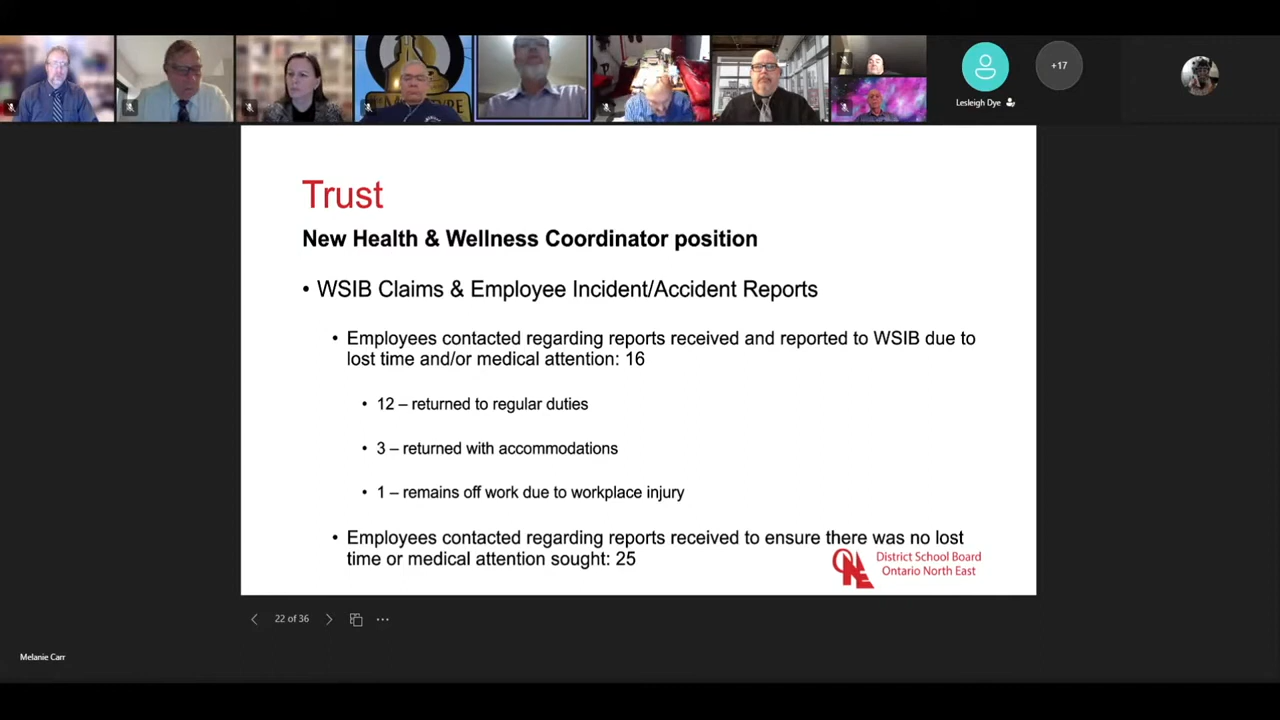 +17
Lesleigh Dye
Trust
New Health & Wellness Coordinator position
• WSIB Claims & Employee Incident/Accident Reports
• Employees contacted regarding reports received and reported to WSIB due to
lost time and/or medical attention: 16
• 12 – returned to regular duties
• 3 – returned with accommodations
• 1 – remains off work due to workplace injury
• Employees contacted regarding reports received to ensure there was no lost
time or medical attention sought: 25
ONE
District School Board
Ontario North East
22 of 36
Melanie Carr